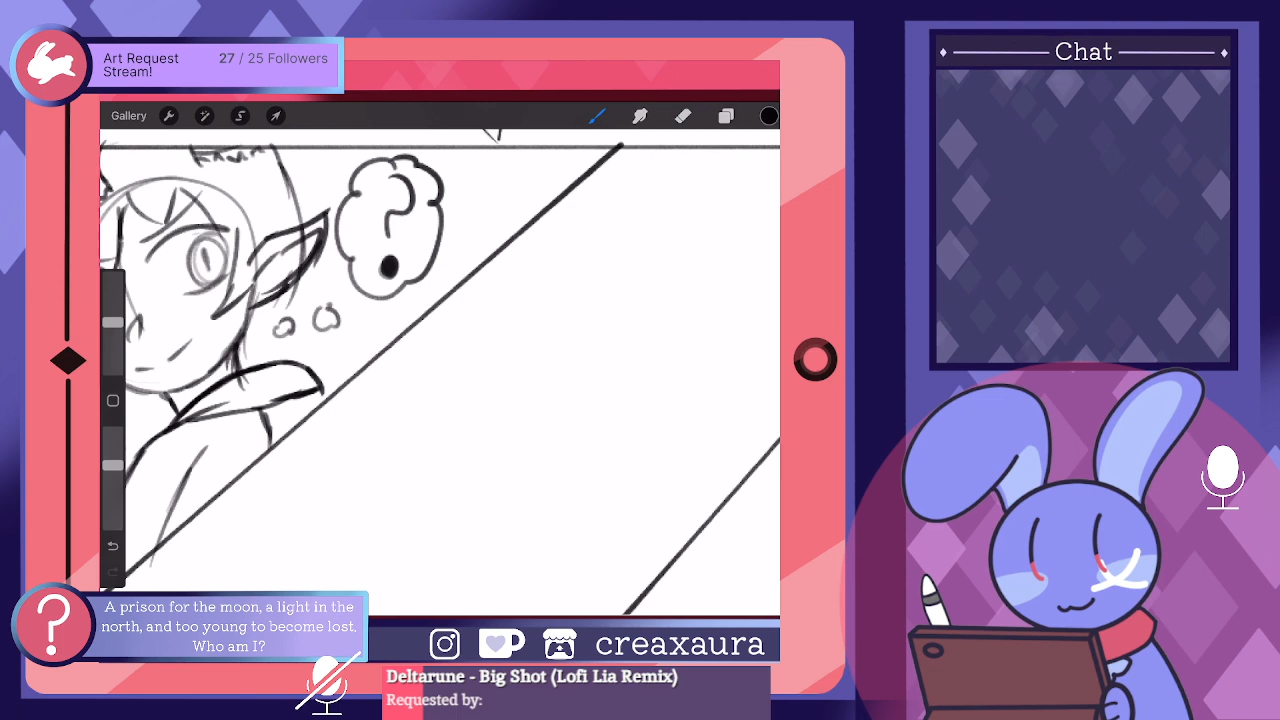 Art Request
Stream!
27 / 25 Followers
Chat
Gallery
?
?
A prison for the moon, a light in the
north, and too young to become lost.
Who am I?
creaxaura
Deltarune - Big Shot (Lofi Lia Remix)
Requested by: